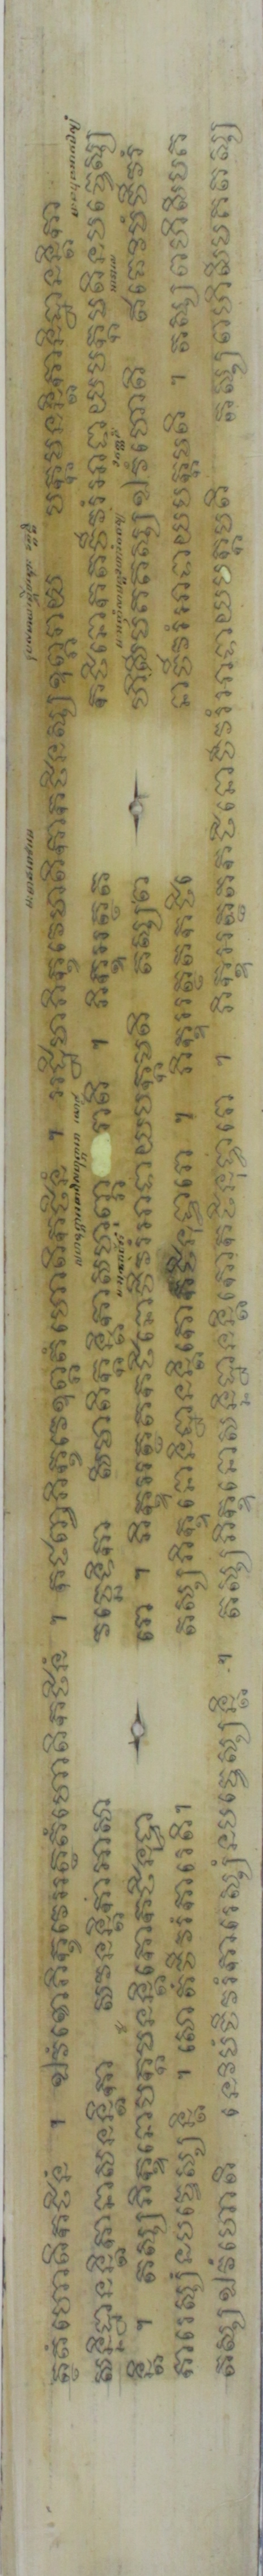 ត្ថតំហោតិកឋិនំ ។ ឯវំខោភិក្ខវេអត្ថតំហោតិកឋិនំ ។ កថញ្ចភិក្ខវេឧព្ភតំហោតិកឋិនំ ។ អដ្ឋិមាភិក្ខវេមាតិកាកឋិនស្សឧព្ភារាយ បក្កមនន្តិកានិដ្ឋានន្តិកា
សន្និដ្ឋានន្តិកានាសនន្តិកា សវនន្តិកាអាសា វច្ឆេទិកា សីមាតិក្កន្តិកាសហុព្ភា រាតិ ។ ភិក្ខុអត្ថត កឋិនោកតចីវរំអាទាយបក្កមតិនបច្ចេស្ស
ន្តិ ។ តស្សភិក្ខុនោបក្កមនន្តិកោកឋិនុទ្ធា រោ ។ ភិក្ខុអត្ថតកឋិនោចីវរំអាទាយបក្កមតិ តស្សព ហិសីមគតស្សឯវំហោតិ ឥធេវិមំចីវរំ
ការេស្សំនបច្ចេស្សន្តិ ។ សោតំចីវរំការេតិ។ តស្សភិក្ខុនោនិដ្ឋានន្តិកោកឋិនុទ្ធារោ ។ ភិក្ខុអត្ថតកឋិនោ ចីវរំអាទាយបក្កមតិ ។ តស្សពហិសីមគ
តស្សឯវំហោតិ នេវិមំចីវរំការេស្សំនបច្ចេស្សន្តិ ។ តស្សភិក្ខុនោសន្និដ្ឋានន្តិកោកឋិនុទ្ធារោ ។ ភិក្ខុអត្ថតកឋិនោចីវរំអាទាយបក្កមតិ តស្សពហិសីមគតស្ស